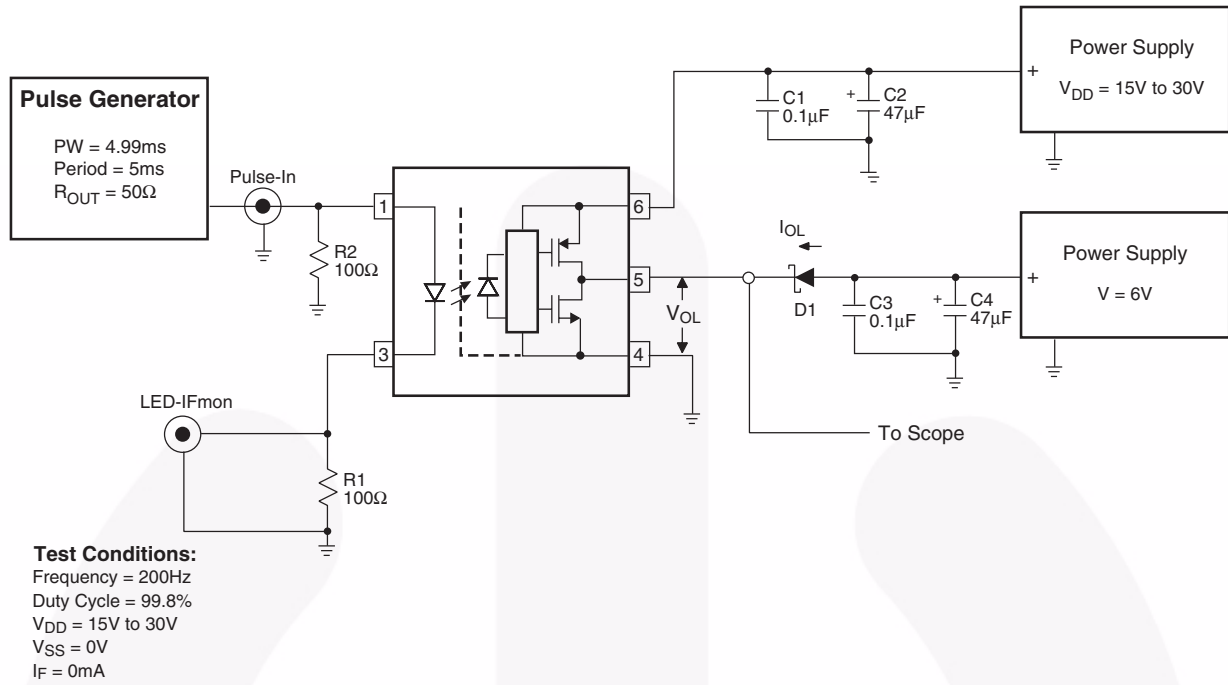 Pulse Generator
PW = 4.99ms
Period = 5ms
ROUT = 50Ω
Pulse-In
R2
100Ω
1
3
6
5
4
C1
0.1μF
+
C2
47μF
+
Power Supply
VDD = 15V to 30V
IOL
D1
VOL
C3
0.1μF
+
C4
47μF
+
Power Supply
V = 6V
To Scope
LED-IFmon
R1
100Ω
Test Conditions:
Frequency = 200Hz
Duty Cycle = 99.8%
VDD = 15V to 30V
VSS = 0V
IF = 0mA